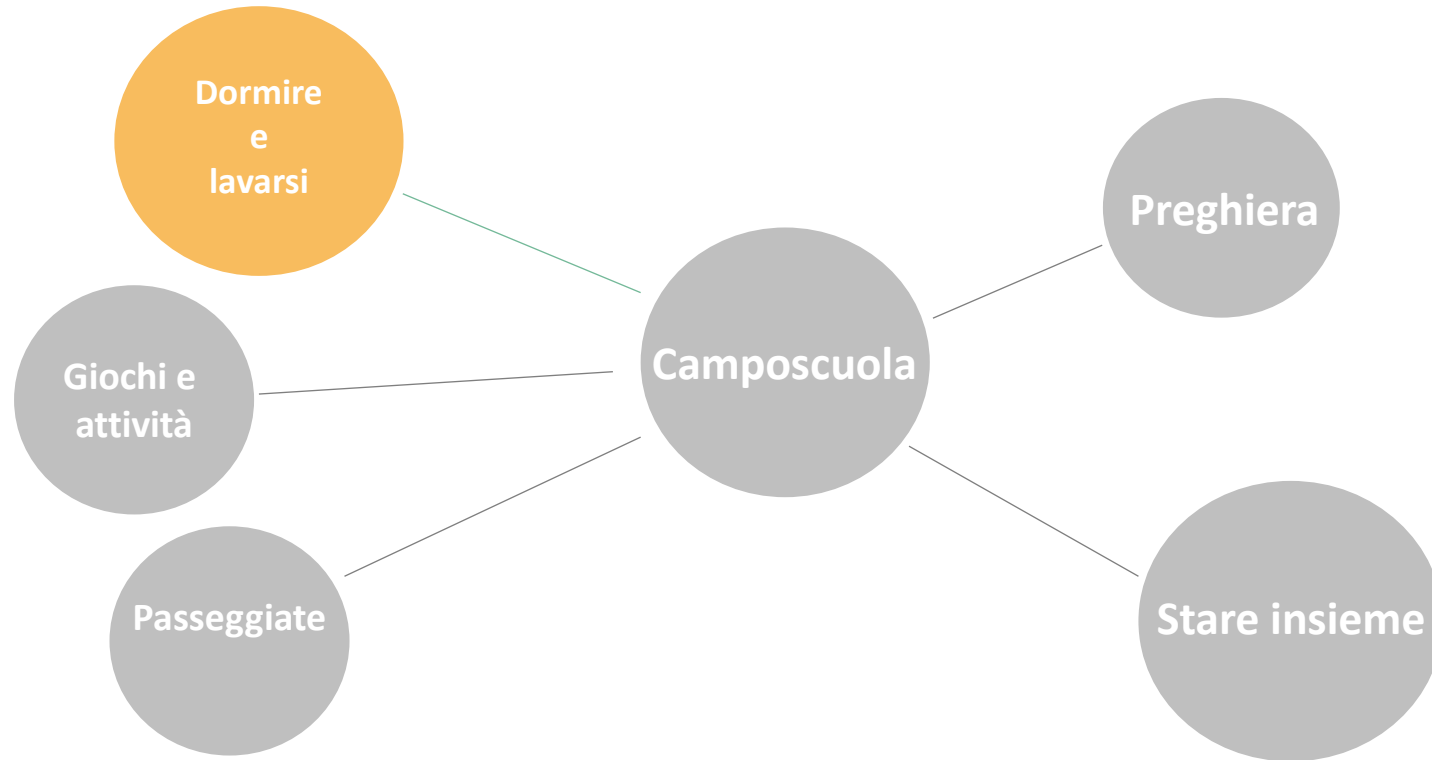 Dormire
e
lavarsi
Preghiera
Camposcuola
Giochi e
attività
Passeggiate
Stare insieme